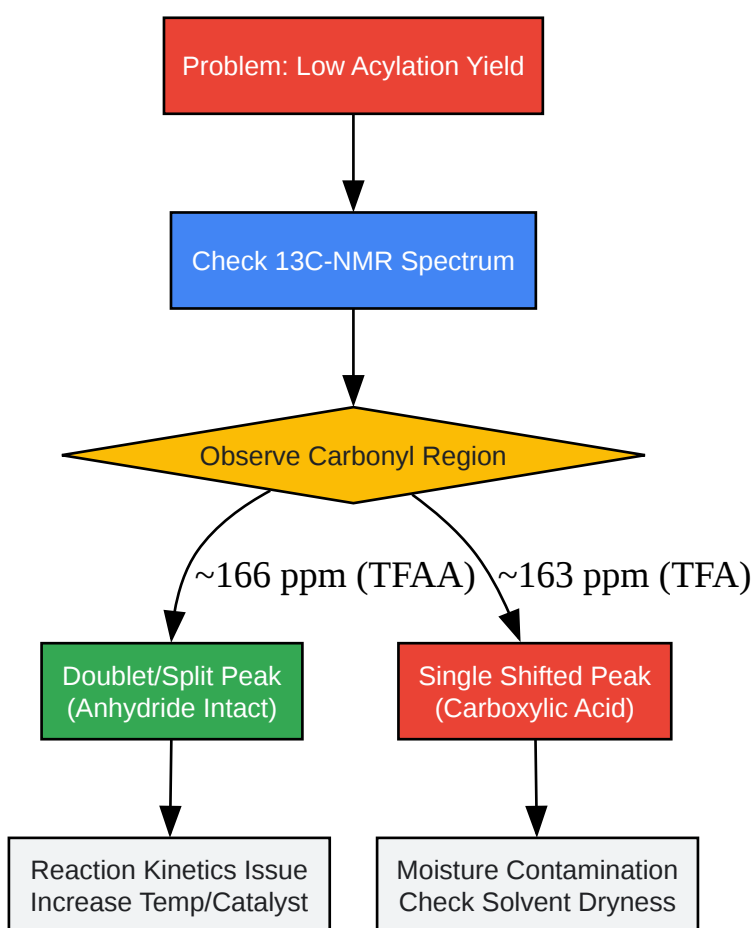 Problem: Low Acylation Yield
Check 13C-NMR Spectrum
Observe Carbonyl Region
~166 ppm (TFAA)
~163 ppm (TFA)
Doublet/Split Peak
(Anhydride Intact)
Single Shifted Peak
(Carboxylic Acid)
Reaction Kinetics Issue
Increase Temp/Catalyst
Moisture Contamination
Check Solvent Dryness